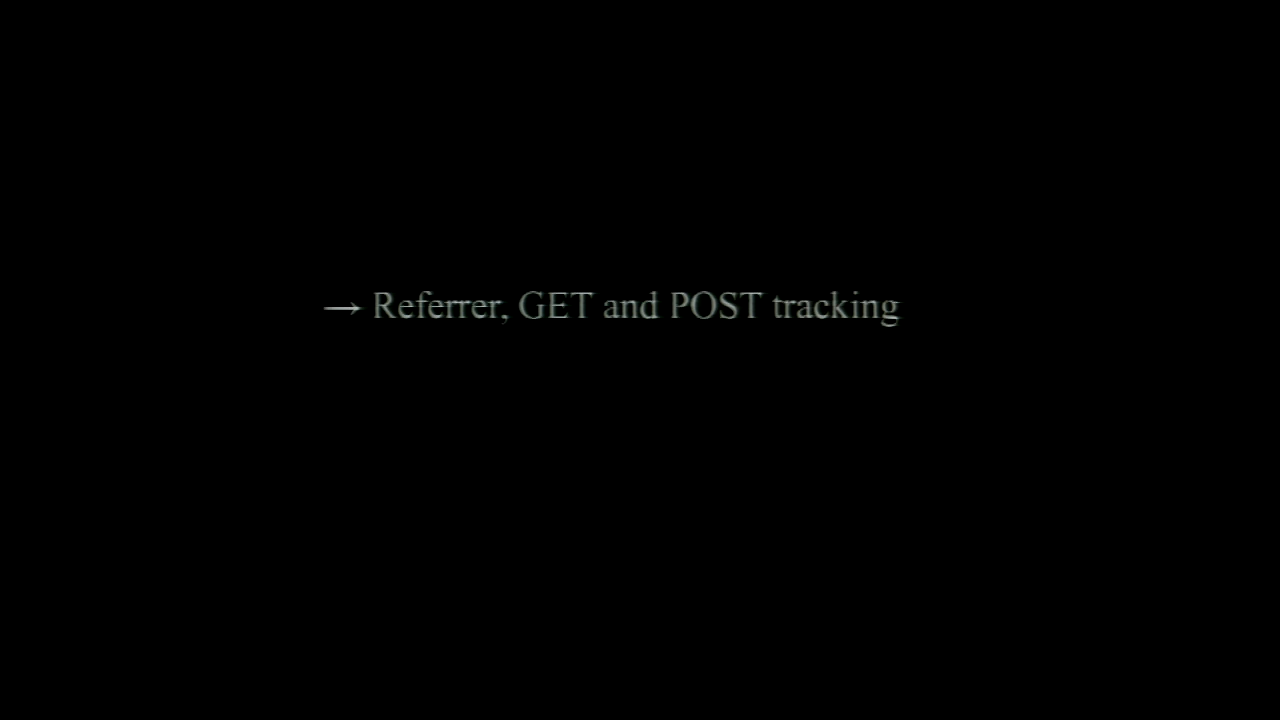 → Referrer, GET and POST tracking